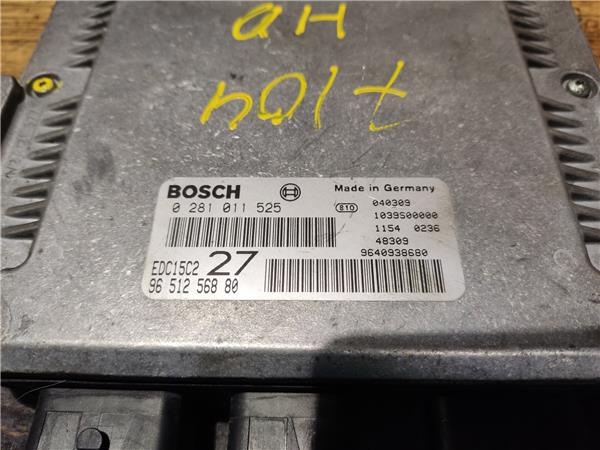 HD
7104
BOSCH
Made in Germany
0 281 011 525
810
040309
1039S00000
1154 0236
48309
9640938680
EDC15C2 27
96 512 568 80